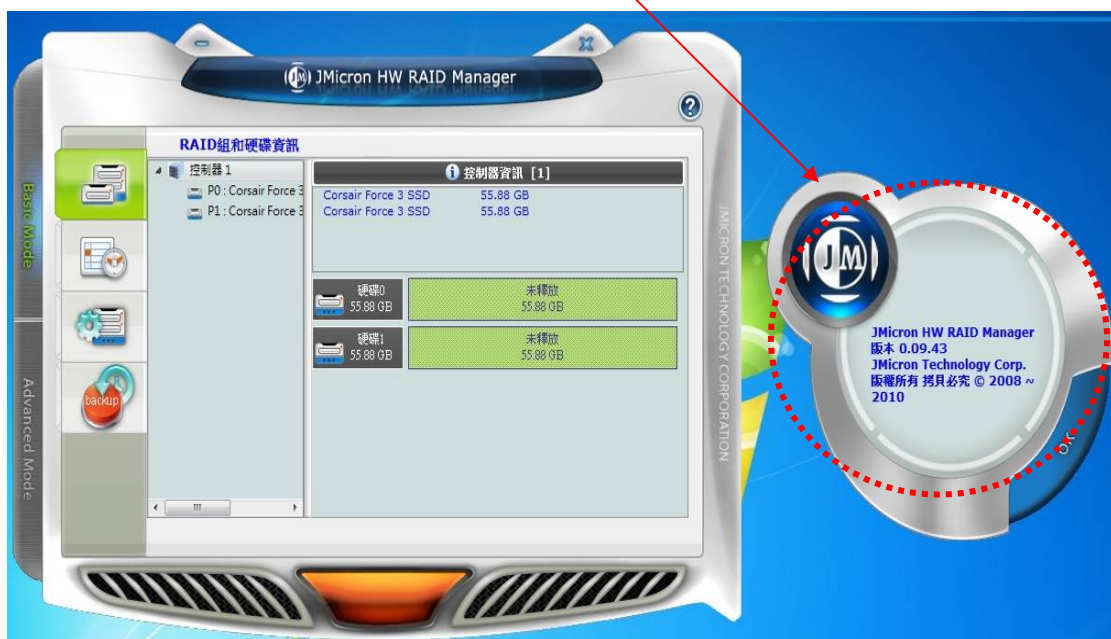 JM
JMicron HW RAID Manager
?
RAID組和硬碟資訊
控制器 1
P0 : Corsair Force 3
P1 : Corsair Force 3
控制器資訊 [1]
Corsair Force 3 SSD 55.88 GB
Corsair Force 3 SSD 55.88 GB
硬碟0
55.88 GB
未釋放
55.88 GB
硬碟1
55.88 GB
未釋放
55.88 GB
backup
Basic Mode
Advanced Mode
JMICRON TECHNOLOGY CORPORATION
JM
JMicron HW RAID Manager
版本 0.09.43
JMicron Technology Corp.
版權所有 拷貝必究 © 2008 ~
2010
OK